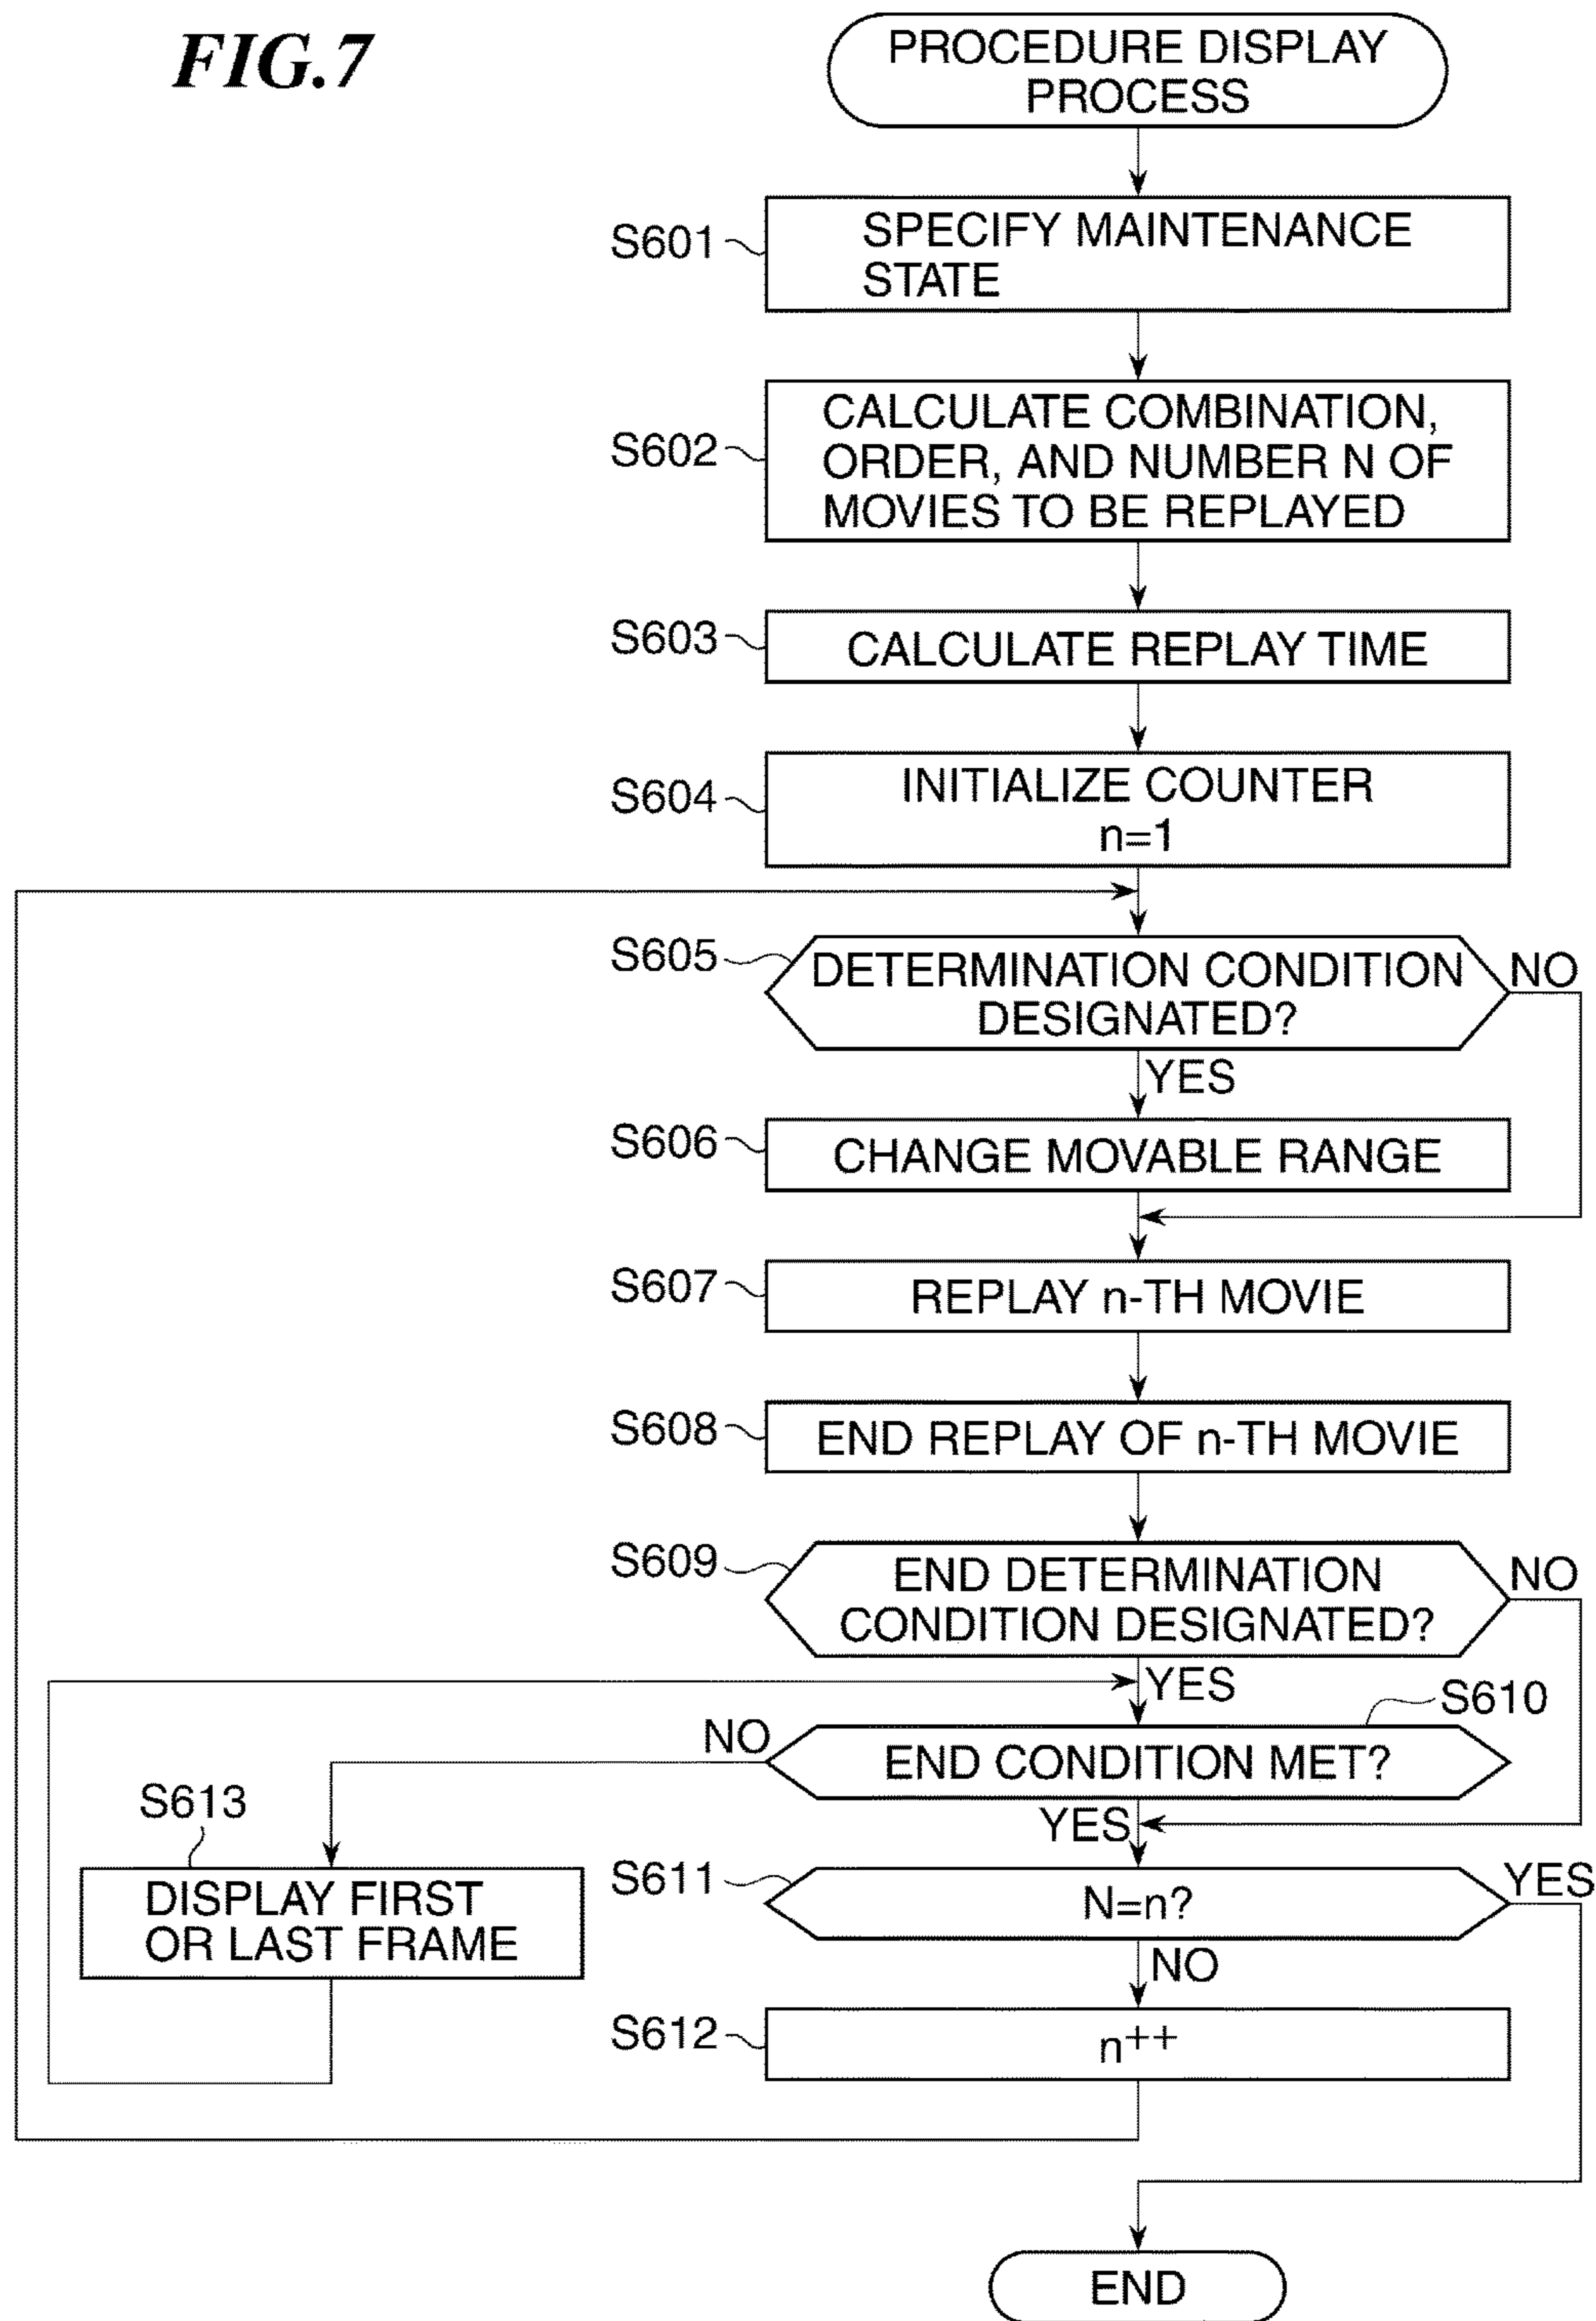 FIG.7
PROCEDURE DISPLAY
PROCESS
S601
SPECIFY MAINTENANCE
STATE
S602
CALCULATE COMBINATION,
ORDER, AND NUMBER N OF
MOVIES TO BE REPLAYED
S603
CALCULATE REPLAY TIME
S604
INITIALIZE COUNTER
n=1
S605
DETERMINATION CONDITION
DESIGNATED?
NO
YES
S606
CHANGE MOVABLE RANGE
S607
REPLAY n-TH MOVIE
S608
END REPLAY OF n-TH MOVIE
S609
END DETERMINATION
CONDITION DESIGNATED?
NO
YES
S610
NO
END CONDITION MET?
S613
YES
DISPLAY FIRST
OR LAST FRAME
S611
N=n?
YES
NO
S612
n++
END